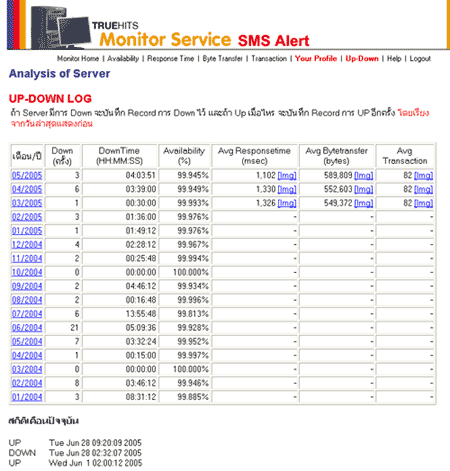 TRUEHITS
Monitor Service SMS Alert
Monitor Home | Availability | Response Time | Byte Transfer | Transaction | Your Profile | Up-Down | Help | Logout
Analysis of Server
UP-DOWN LOG
ถ้า Server มีการ Down จะบันทึก Record การ Down ไว้ และถ้า Up เมื่อไหร่ จะบันทึก Record การ UP อีกครั้ง โดยเรียง
จากวันล่าสุดแสดงก่อน
เดือน/ปี Down (ครั้ง) DownTime (HH:MM:SS) Availability (%) Avg Responsetime (msec) Avg Bytetransfer (bytes) Avg Transaction
05/2005 3 04:03:51 99.945% 1,102 [Img] 589,809 [Img] 82 [Img]
04/2005 6 03:39:00 99.949% 1,330 [Img] 552,603 [Img] 82 [Img]
03/2005 1 00:30:00 99.993% 1,326 [Img] 549,372 [Img] 82 [Img]
02/2005 3 01:36:00 99.976% - - -
01/2005 1 01:49:12 99.976% - - -
12/2004 4 02:28:12 99.967% - - -
11/2004 2 00:25:48 99.994% - - -
10/2004 0 00:00:00 100.000% - - -
09/2004 2 04:46:12 99.934% - - -
08/2004 2 00:16:48 99.996% - - -
07/2004 6 13:55:48 99.813% - - -
06/2004 21 05:09:36 99.928% - - -
05/2004 7 03:32:24 99.952% - - -
04/2004 1 00:15:00 99.997% - - -
03/2004 0 00:00:00 100.000% - - -
02/2004 8 03:46:12 99.946% - - -
01/2004 3 08:31:12 99.885% - - -
สถิติเดือนปัจจุบัน
UP Tue Jun 28 09:20:09 2005
DOWN Tue Jun 28 02:32:07 2005
UP Wed Jun 1 02:00:12 2005